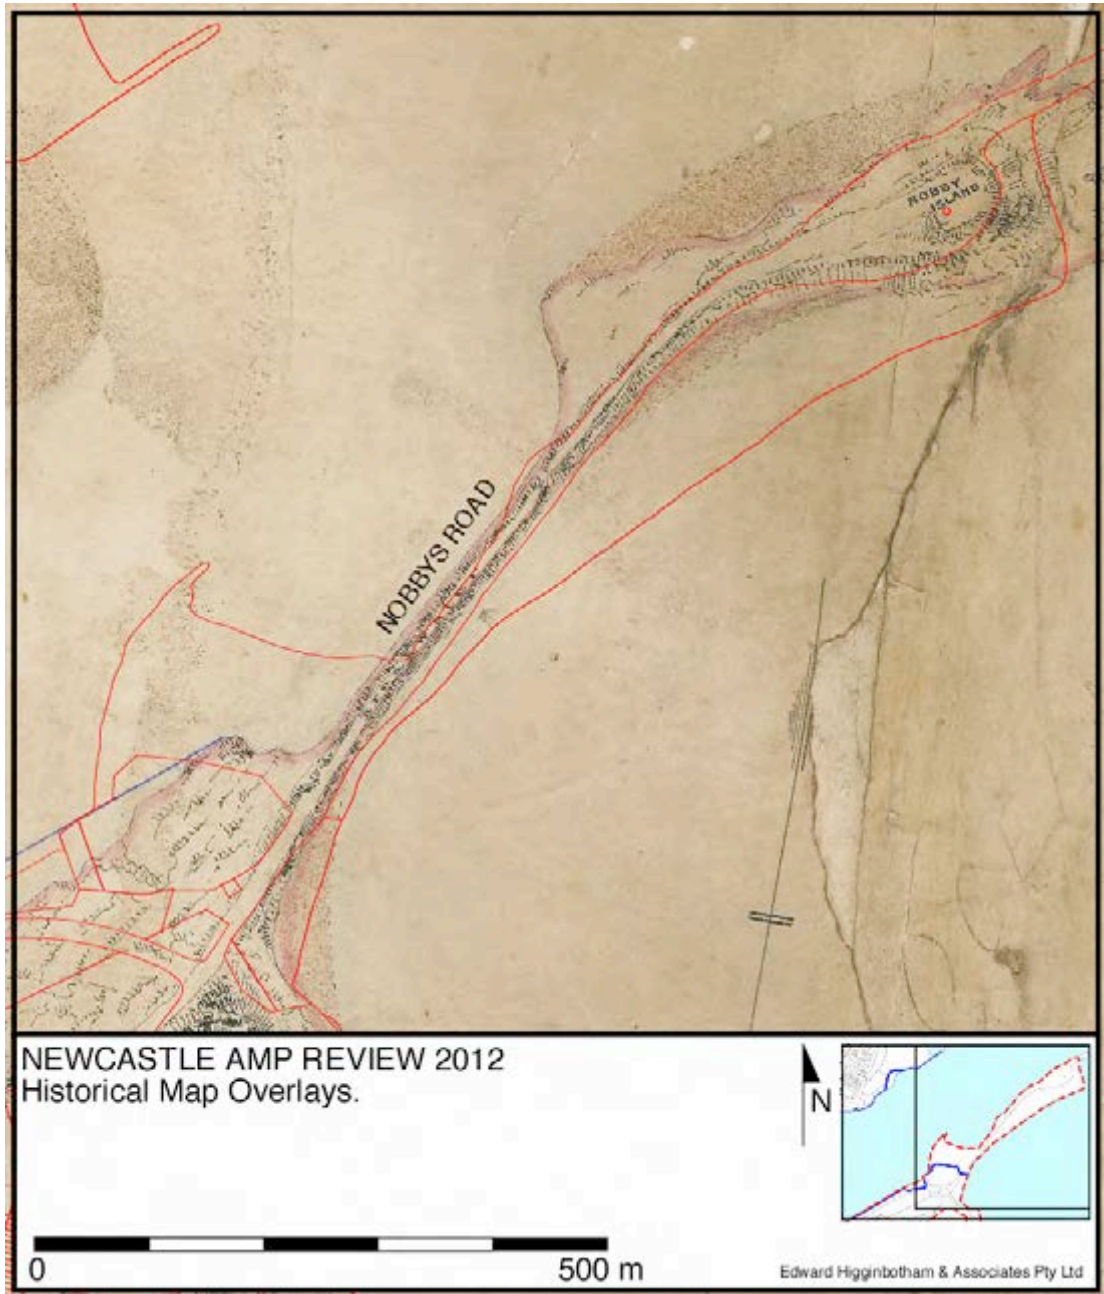 NOBBY
ISLAND
NOBBYS ROAD
NEWCASTLE AMP REVIEW 2012
Historical Map Overlays.
N
0 500 m
Edward Higginbotham & Associates Pty Ltd